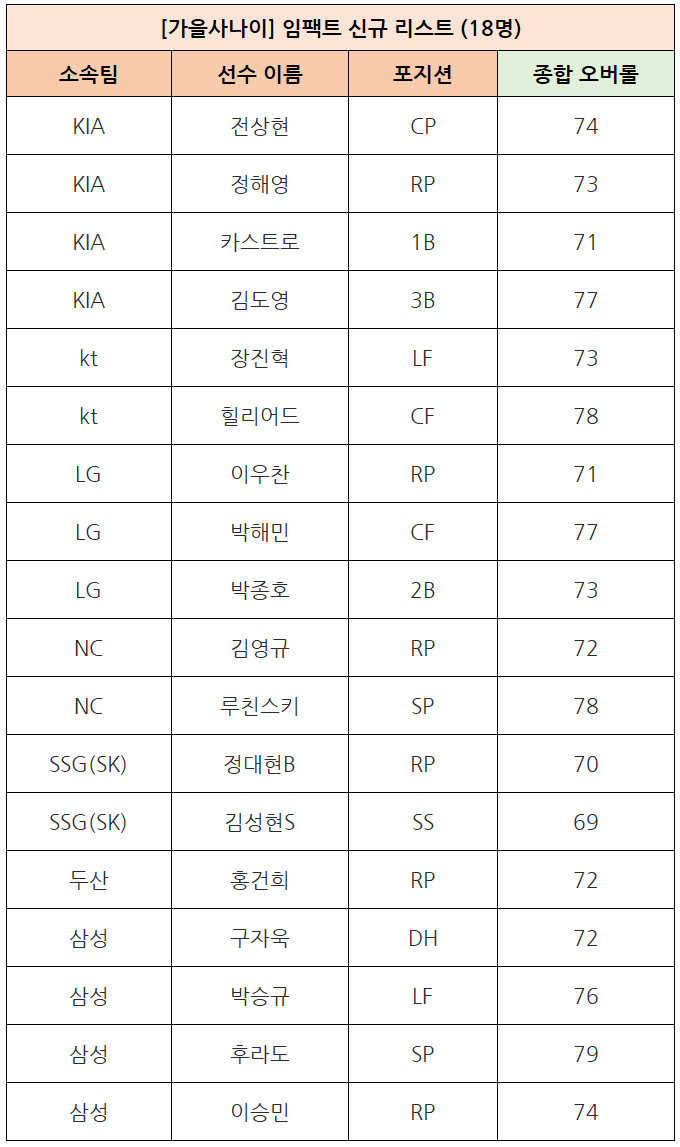 [가을사나이] 임팩트 신규 리스트 (18명)
소속팀 선수 이름 포지션 종합 오버롤
KIA 전상현 CP 74
KIA 정해영 RP 73
KIA 카스트로 1B 71
KIA 김도영 3B 77
kt 장진혁 LF 73
kt 힐리어드 CF 78
LG 이우찬 RP 71
LG 박해민 CF 77
LG 박종호 2B 73
NC 김영규 RP 72
NC 루친스키 SP 78
SSG(SK) 정대현B RP 70
SSG(SK) 김성현S SS 69
두산 홍건희 RP 72
삼성 구자욱 DH 72
삼성 박승규 LF 76
삼성 후라도 SP 79
삼성 이승민 RP 74